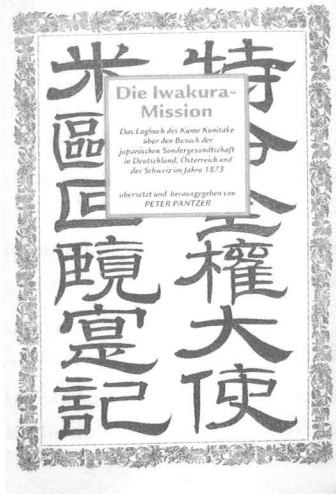 Die Iwakura-
Mission
Das Logbuch des Kume Kunitake
über den Besuch der
japanischen Sondergesandtschaft
in Deutschland, Österreich und
der Schweiz im Jahre 1873
übersetzt und herausgegeben von
PETER PANTZER
特命全權大使
米歐回覽寔記